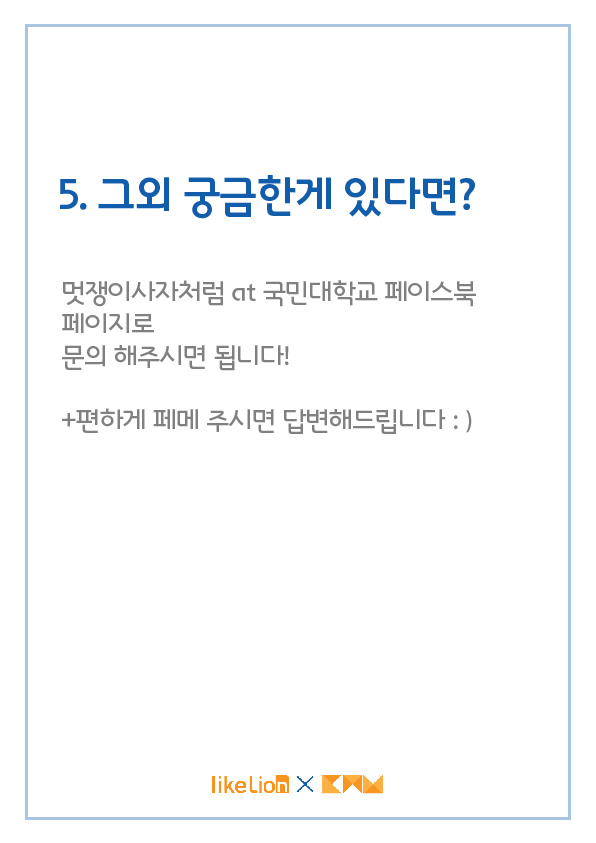 5. 그외 궁금한게 있다면?
멋쟁이사자처럼 at 국민대학교 페이스북
페이지로
문의 해주시면 됩니다!
+편하게 페메 주시면 답변해드립니다 : )
likelion X KMU